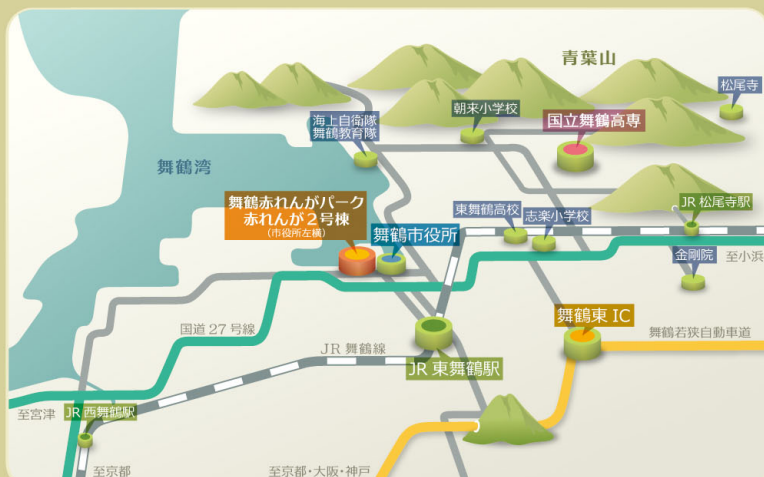 青葉山
松尾寺
海上自衛隊
舞鶴教育隊
朝来小学校
国立舞鶴高専
舞鶴湾
舞鶴赤れんがパーク
赤れんが2号棟
(市役所左横)
舞鶴市役所
東舞鶴高校
志楽小学校
JR 松尾寺駅
金剛院
至小浜
国道 27 号線
JR 舞鶴線
JR 東舞鶴駅
舞鶴東 IC
舞鶴若狭自動車道
至宮津
JR 西舞鶴駅
至京都
至京都・大阪・神戸